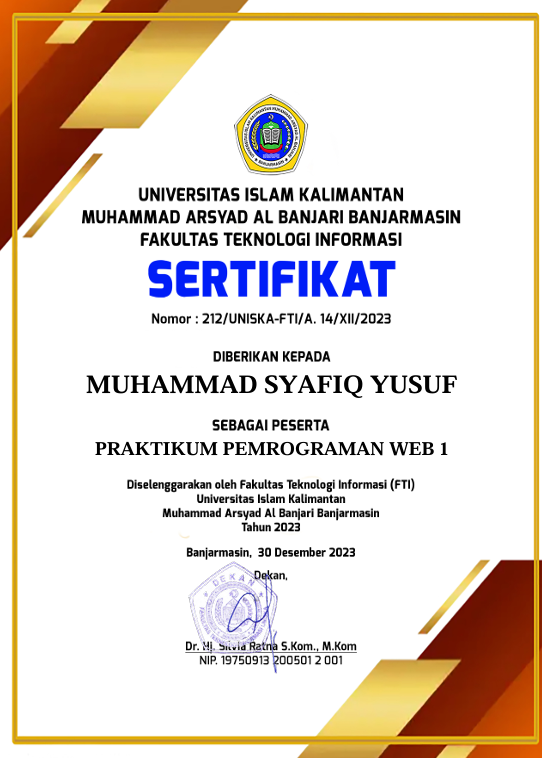 UNIVERSITAS ISLAM KALIMANTAN
MUHAMMAD ARSYAD AL BANJARI BANJARMASIN
FAKULTAS TEKNOLOGI INFORMASI
SERTIFIKAT
Nomor : 212/UNISKA-FTI/A. 14/XII/2023
DIBERIKAN KEPADA
MUHAMMAD SYAFIQ YUSUF
SEBAGAI PESERTA
PRAKTIKUM PEMROGRAMAN WEB 1
Diselenggarakan oleh Fakultas Teknologi Informasi (FTI)
Universitas Islam Kalimantan
Muhammad Arsyad Al Banjari Banjarmasin
Tahun 2023
Banjarmasin, 30 Desember 2023
Dekan,
DEKAN
Dr. Hj. Silvia Ratna S.Kom., M.Kom
NIP. 19750913 200501 2 001